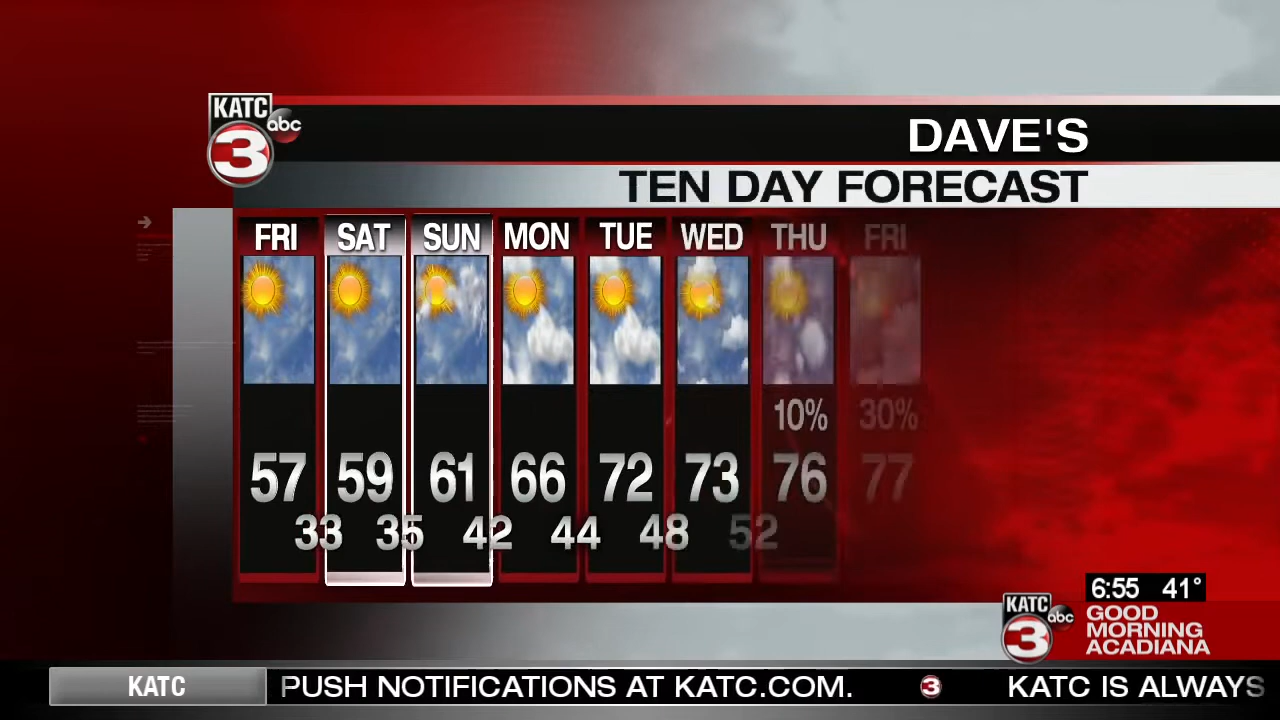 KATC
abc
3
DAVE'S
TEN DAY FORECAST
FRI SAT SUN MON TUE WED THU FRI
10% 30%
57 59 61 66 72 73 76 77
33 35 42 44 48 52
6:55 41°
KATC
abc
3
GOOD
MORNING
ACADIANA
KATC PUSH NOTIFICATIONS AT KATC.COM. 3 KATC IS ALWAYS